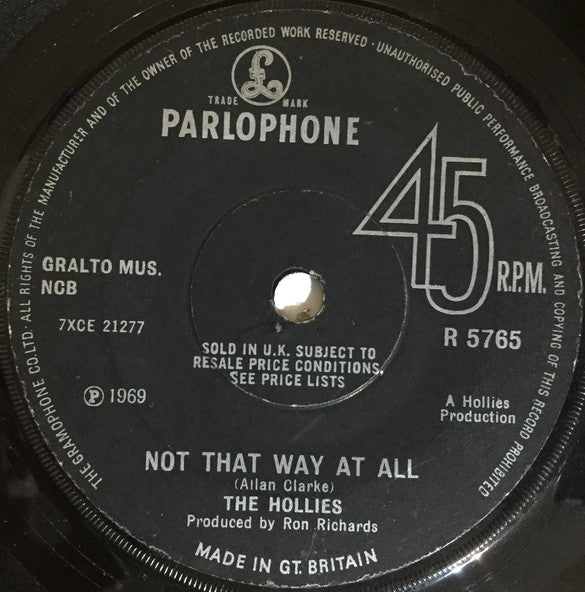 THE GRAMOPHONE CO.LTD·ALL RIGHTS OF THE MANUFACTURER AND OF THE OWNER OF THE RECORDED WORK RESERVED·UNAUTHORISED PUBLIC PERFORMANCE BROADCASTING AND COPYING OF THIS RECORD PROHIBITED
£
TRADE MARK
PARLOPHONE
45
R.P.M.
GRALTO MUS.
NCB
7XCE 21277
R 5765
SOLD IN U.K. SUBJECT TO
RESALE PRICE CONDITIONS,
SEE PRICE LISTS
Ⓟ 1969
A Hollies
Production
NOT THAT WAY AT ALL
(Allan Clarke)
THE HOLLIES
Produced by Ron Richards
MADE IN GT. BRITAIN